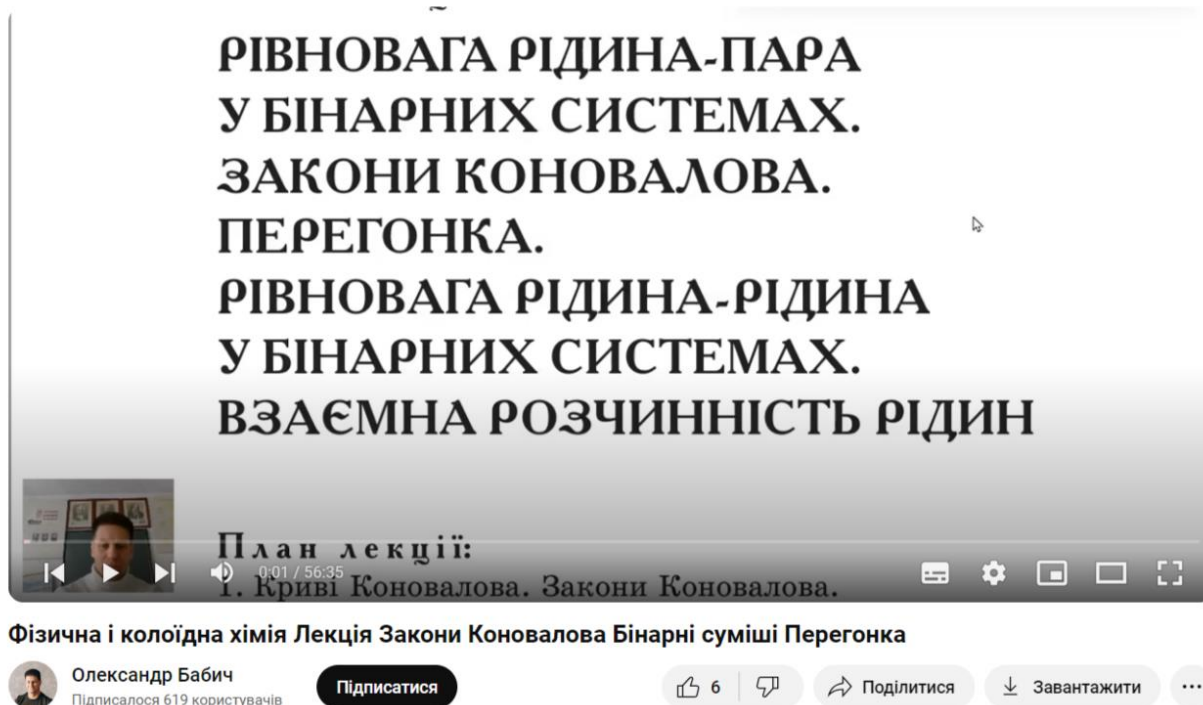 РІВНОВАГА РІДИНА-ПАРА
У БІНАРНИХ СИСТЕМАХ.
ЗАКОНИ КОНОВАЛОВА.
ПЕРЕГОНКА.
РІВНОВАГА РІДИНА-РІДИНА
У БІНАРНИХ СИСТЕМАХ.
ВЗАЄМНА РОЗЧИННІСТЬ РІДИН
План лекції:
0:01 / 56:35
1. Криві Коновалова. Закони Коновалова.
Фізична і колоїдна хімія Лекція Закони Коновалова Бінарні суміші Перегонка
Олександр Бабич
Підписалося 619 користувачів
Підписатися
6
Поділитися
Завантажити